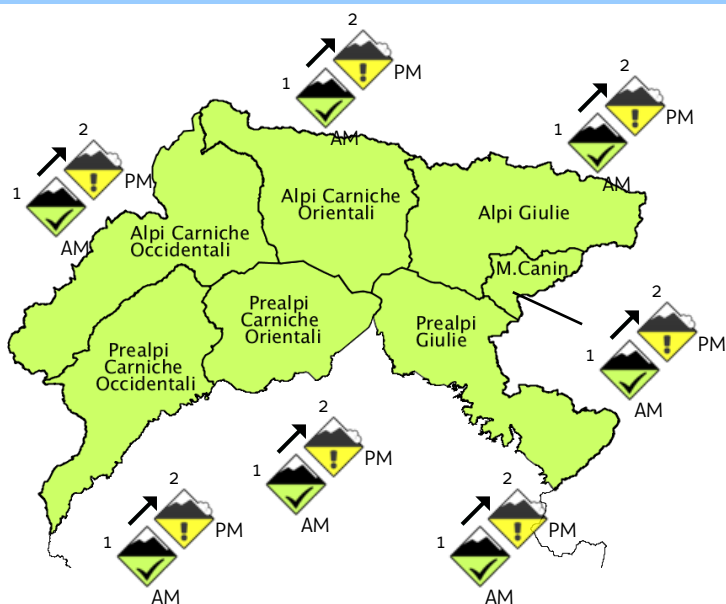 2
1
PM
AM
2
1
PM
AM
2
1
PM
AM
Alpi Carniche
Orientali
Alpi Giulie
Alpi Carniche
Occidentali
M.Canin
Prealpi
Carniche
Orientali
Prealpi
Giulie
Prealpi
Carniche
Occidentali
2
1
PM
AM
2
1
PM
AM
2
1
PM
AM
2
1
PM
AM